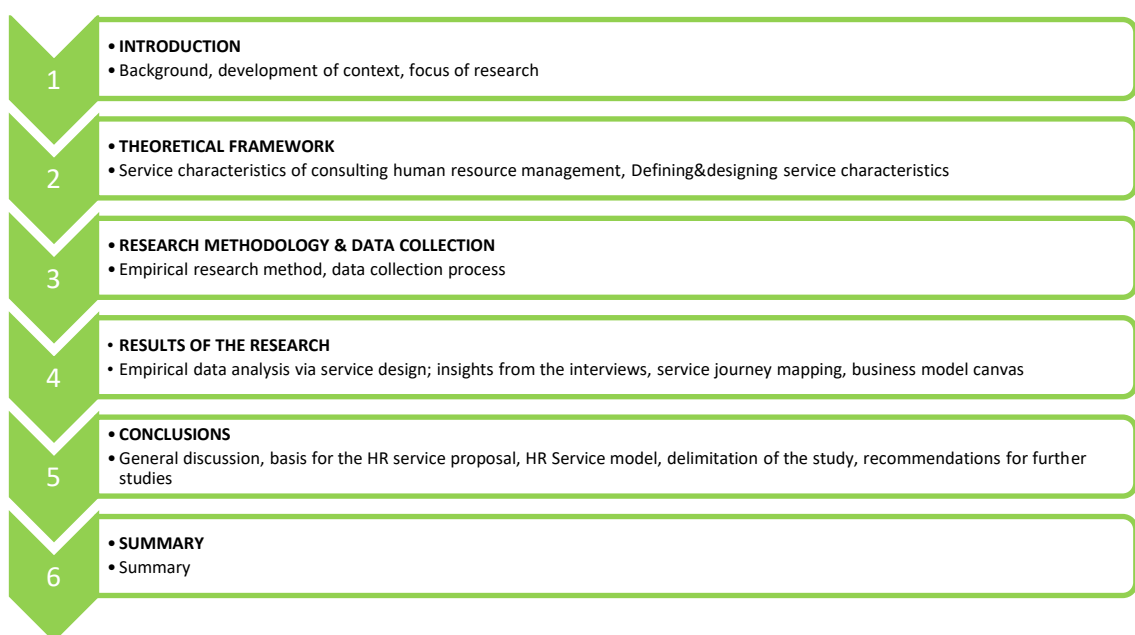 1
• INTRODUCTION
• Background, development of context, focus of research
2
• THEORETICAL FRAMEWORK
• Service characteristics of consulting human resource management, Defining&designing service characteristics
3
• RESEARCH METHODOLOGY & DATA COLLECTION
• Empirical research method, data collection process
4
• RESULTS OF THE RESEARCH
• Empirical data analysis via service design; insights from the interviews, service journey mapping, business model canvas
5
• CONCLUSIONS
• General discussion, basis for the HR service proposal, HR Service model, delimitation of the study, recommendations for further
studies
6
• SUMMARY
• Summary